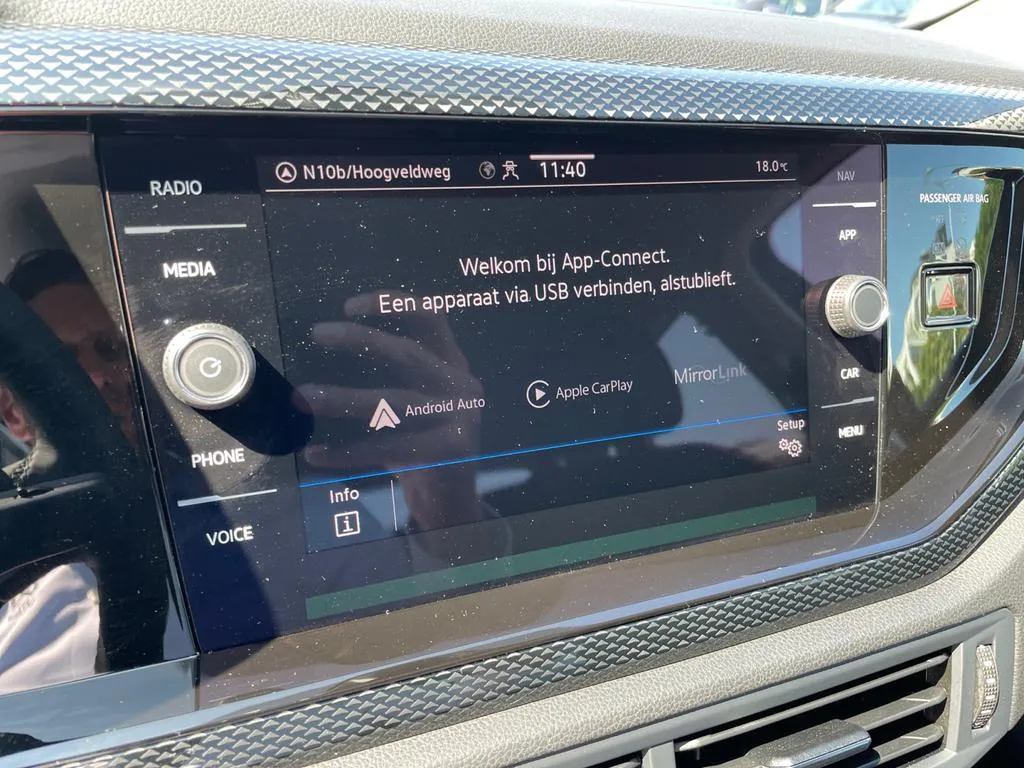 N10b/Hoogveldweg
11:40
18.0°C
RADIO
MEDIA
PHONE
VOICE
Welkom bij App-Connect.
Een apparaat via USB verbinden, alstublieft.
Android Auto
Apple CarPlay
MirrorLink
Setup
Info
i
NAV
APP
CAR
MENU
PASSENGER AIR BAG